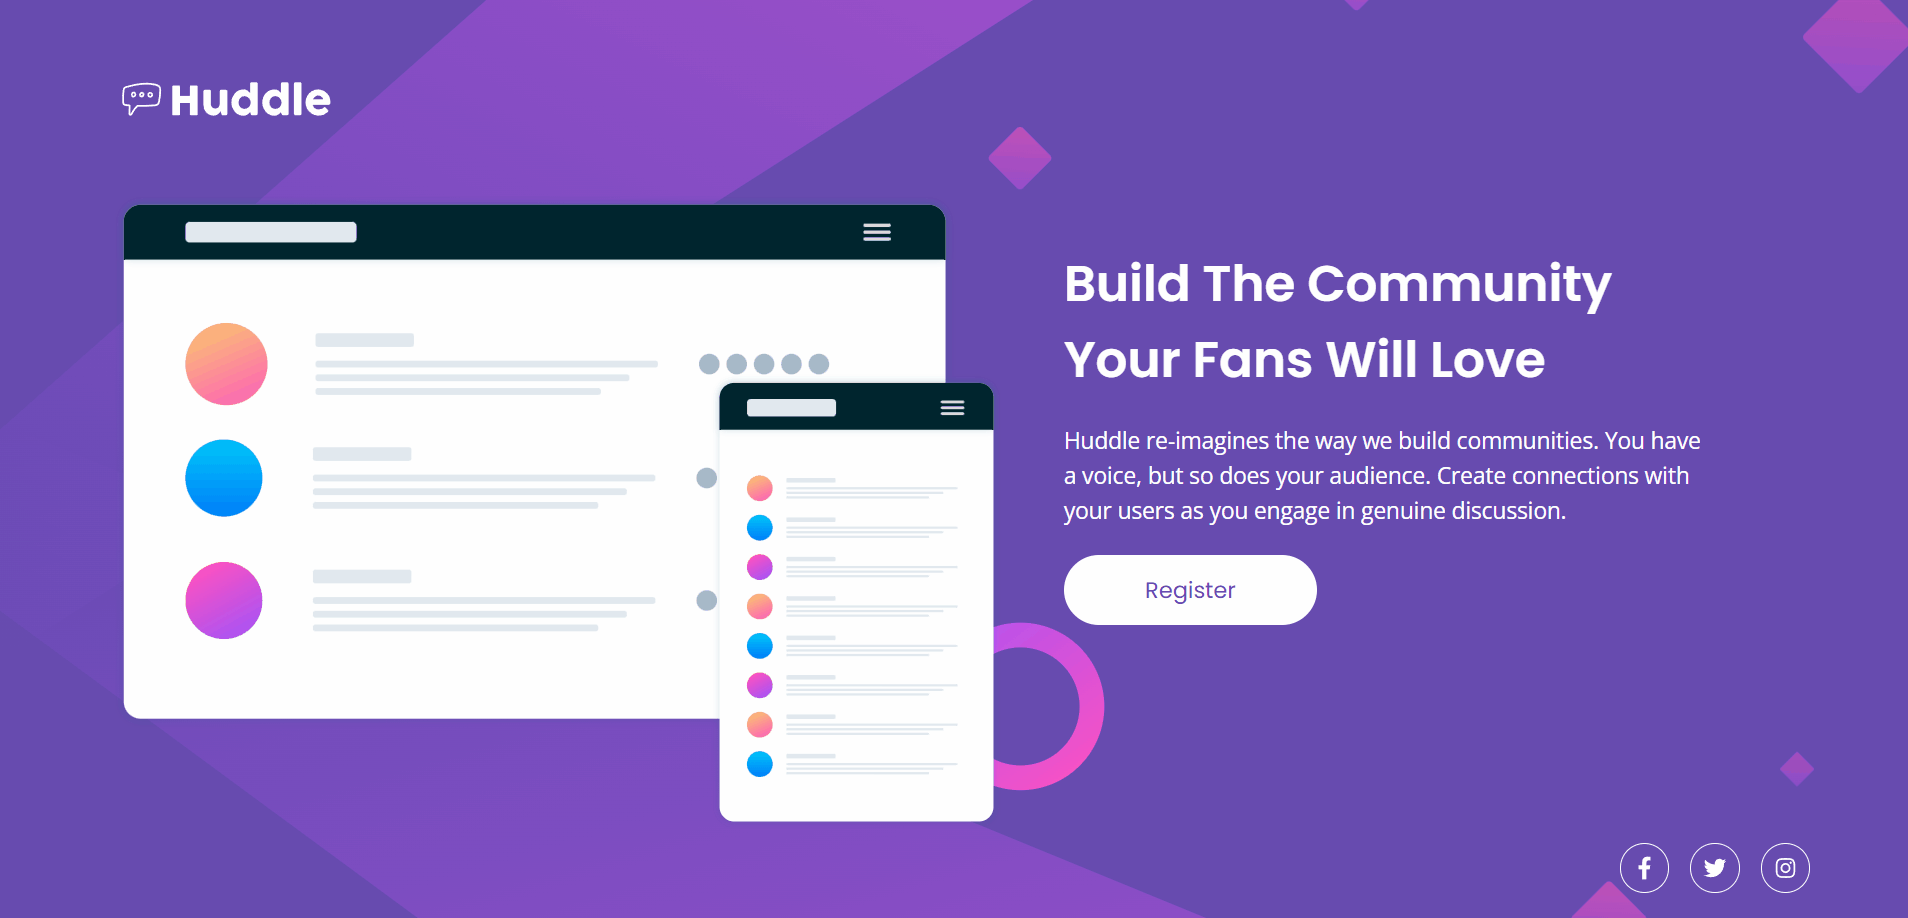 Huddle
Build The Community
Your Fans Will Love
Huddle re-imagines the way we build communities. You have
a voice, but so does your audience. Create connections with
your users as you engage in genuine discussion.
Register